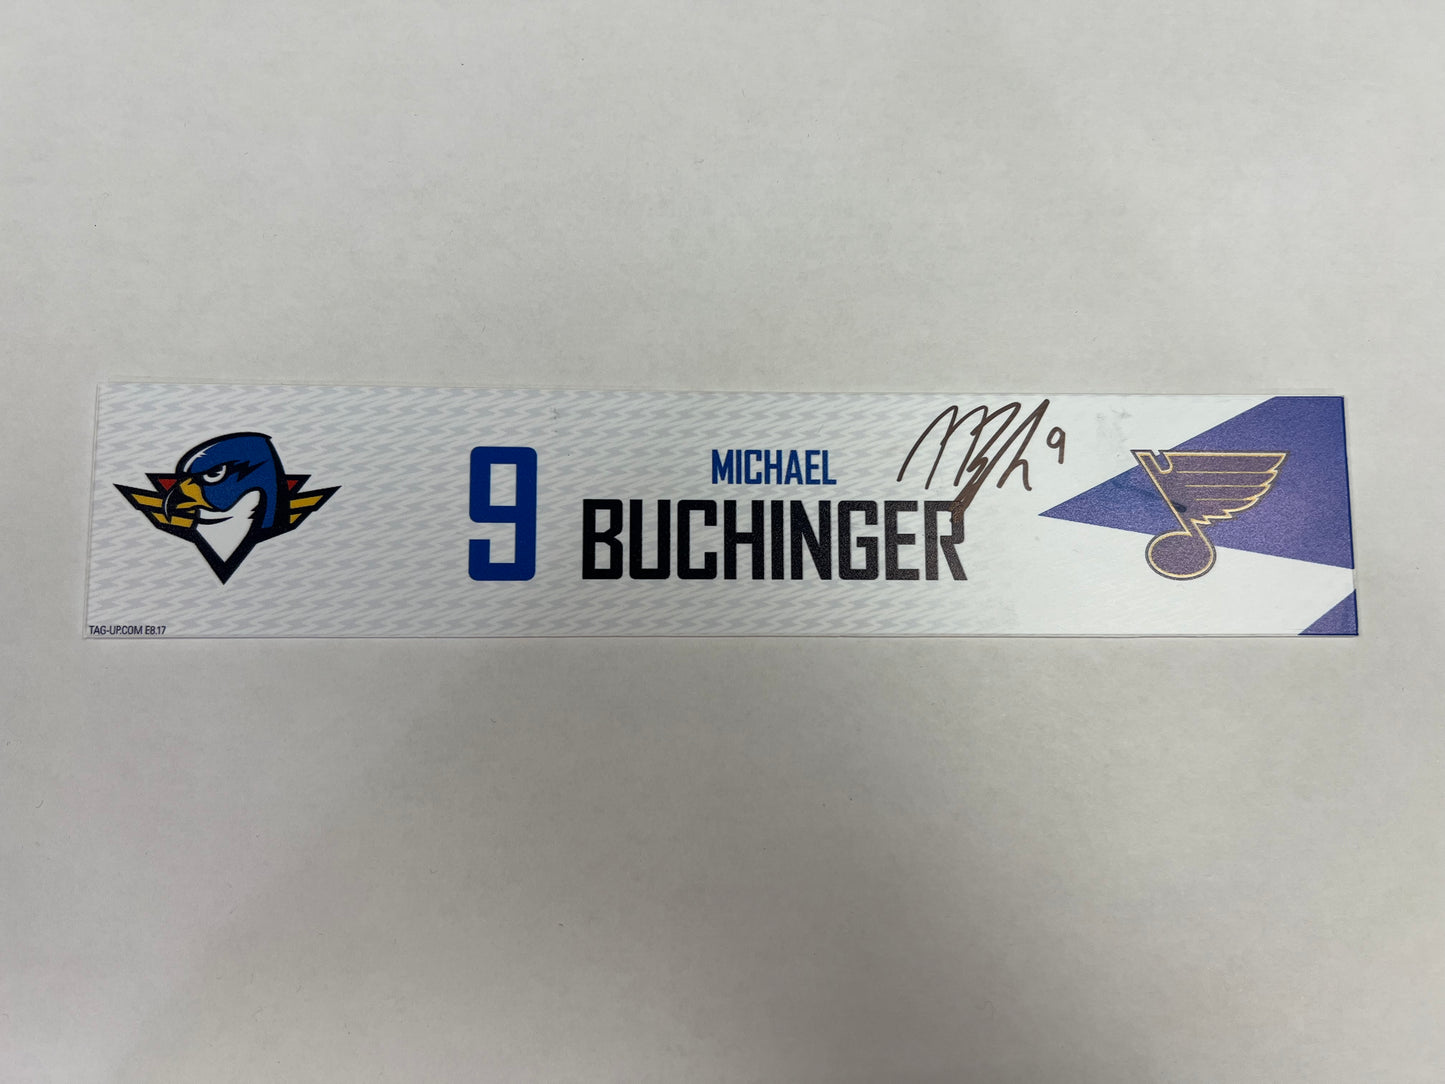 9
MICHAEL
BUCHINGER
9
TAG-UP.COM E8.17